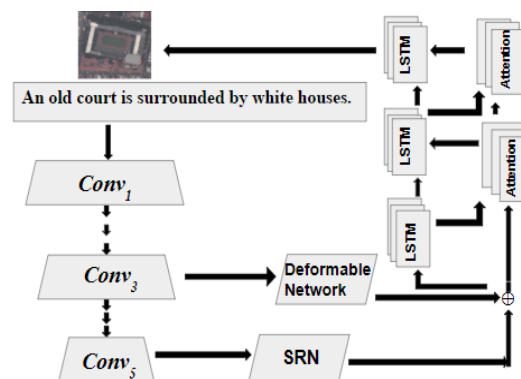 An old court is surrounded by white houses.
Conv1
Conv3
Conv5
Deformable
Network
SRN
⊕
LSTM
LSTM
LSTM
Attention
Attention